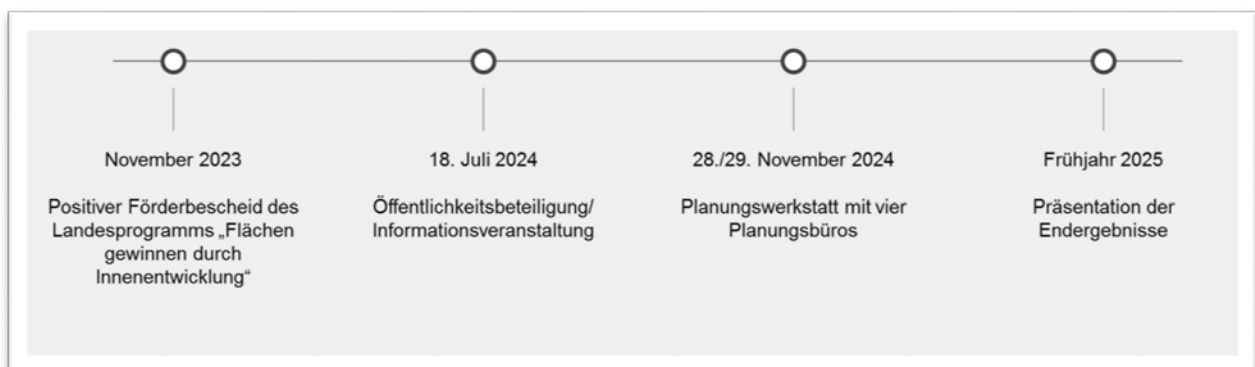 November 2023
Positiver Förderbescheid des
Landesprogramms „Flächen
gewinnen durch
Innenentwicklung“
18. Juli 2024
Öffentlichkeitsbeteiligung/
Informationsveranstaltung
28./29. November 2024
Planungswerkstatt mit vier
Planungsbüros
Frühjahr 2025
Präsentation der
Endergebnisse